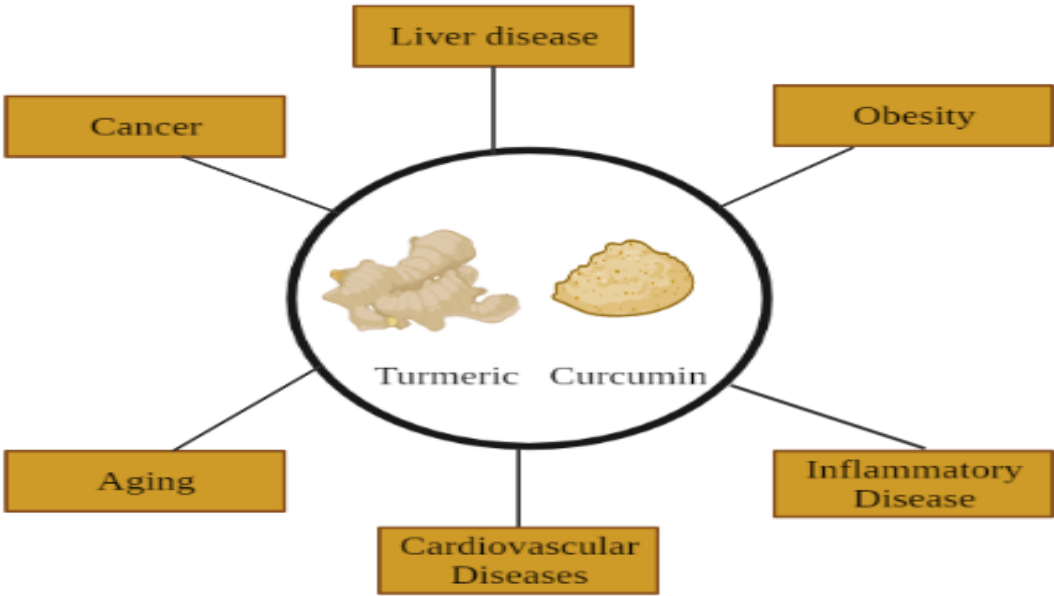 Liver disease
Cancer
Obesity
Turmeric Curcumin
Aging
Inflammatory
Disease
Cardiovascular
Diseases